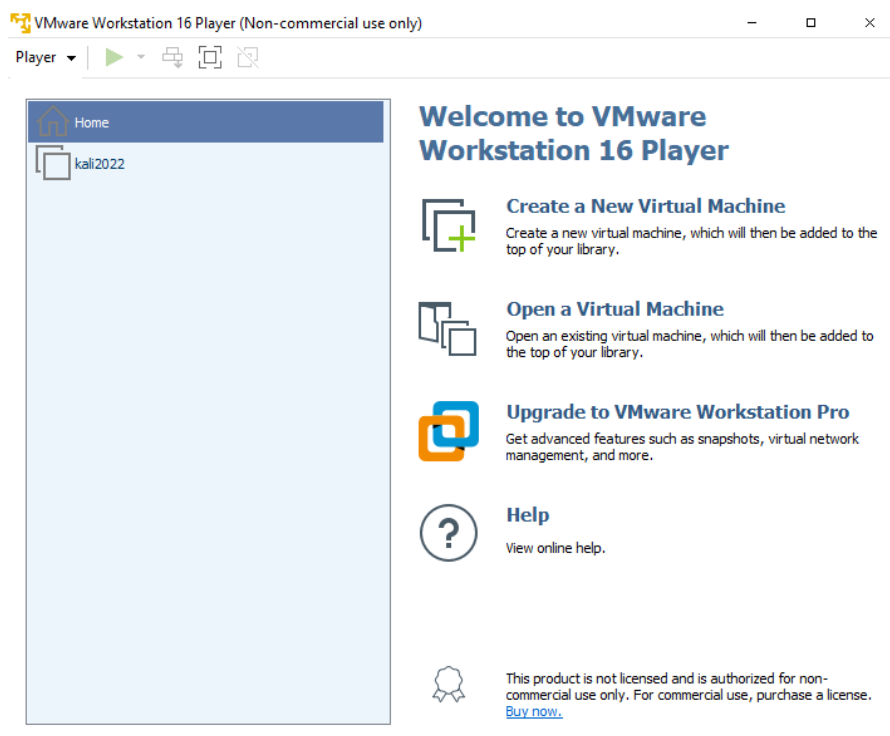 VMware Workstation 16 Player (Non-commercial use only)
Player
Home
kali2022
Welcome to VMware
Workstation 16 Player
Create a New Virtual Machine
Create a new virtual machine, which will then be added to the
top of your library.
Open a Virtual Machine
Open an existing virtual machine, which will then be added to
the top of your library.
Upgrade to VMware Workstation Pro
Get advanced features such as snapshots, virtual network
management, and more.
?
Help
View online help.
This product is not licensed and is authorized for non-
commercial use only. For commercial use, purchase a license.
Buy now.